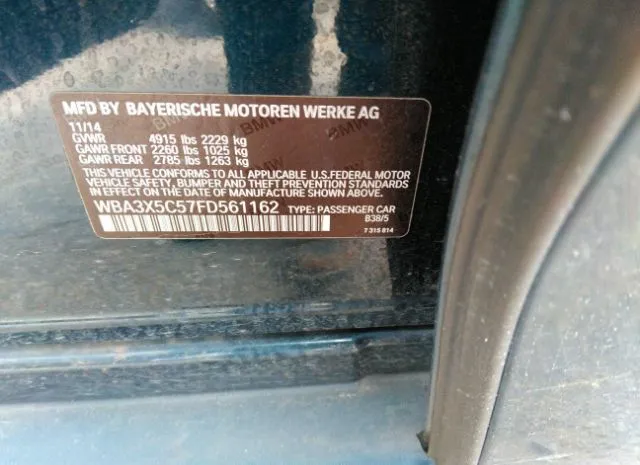 MFD BY BAYERISCHE MOTOREN WERKE AG
11/14
GVWR 4915 lbs 2229 kg
GAWR FRONT 2260 lbs 1025 kg
GAWR REAR 2785 lbs 1263 kg
THIS VEHICLE CONFORMS TO ALL APPLICABLE U.S.FEDERAL MOTOR
VEHICLE SAFETY, BUMPER, AND THEFT PREVENTION STANDARDS
IN EFFECT ON THE DATE OF MANUFACTURE SHOWN ABOVE.
WBA3X5C57FD561162 TYPE: PASSENGER CAR
B38/5
7 315 814